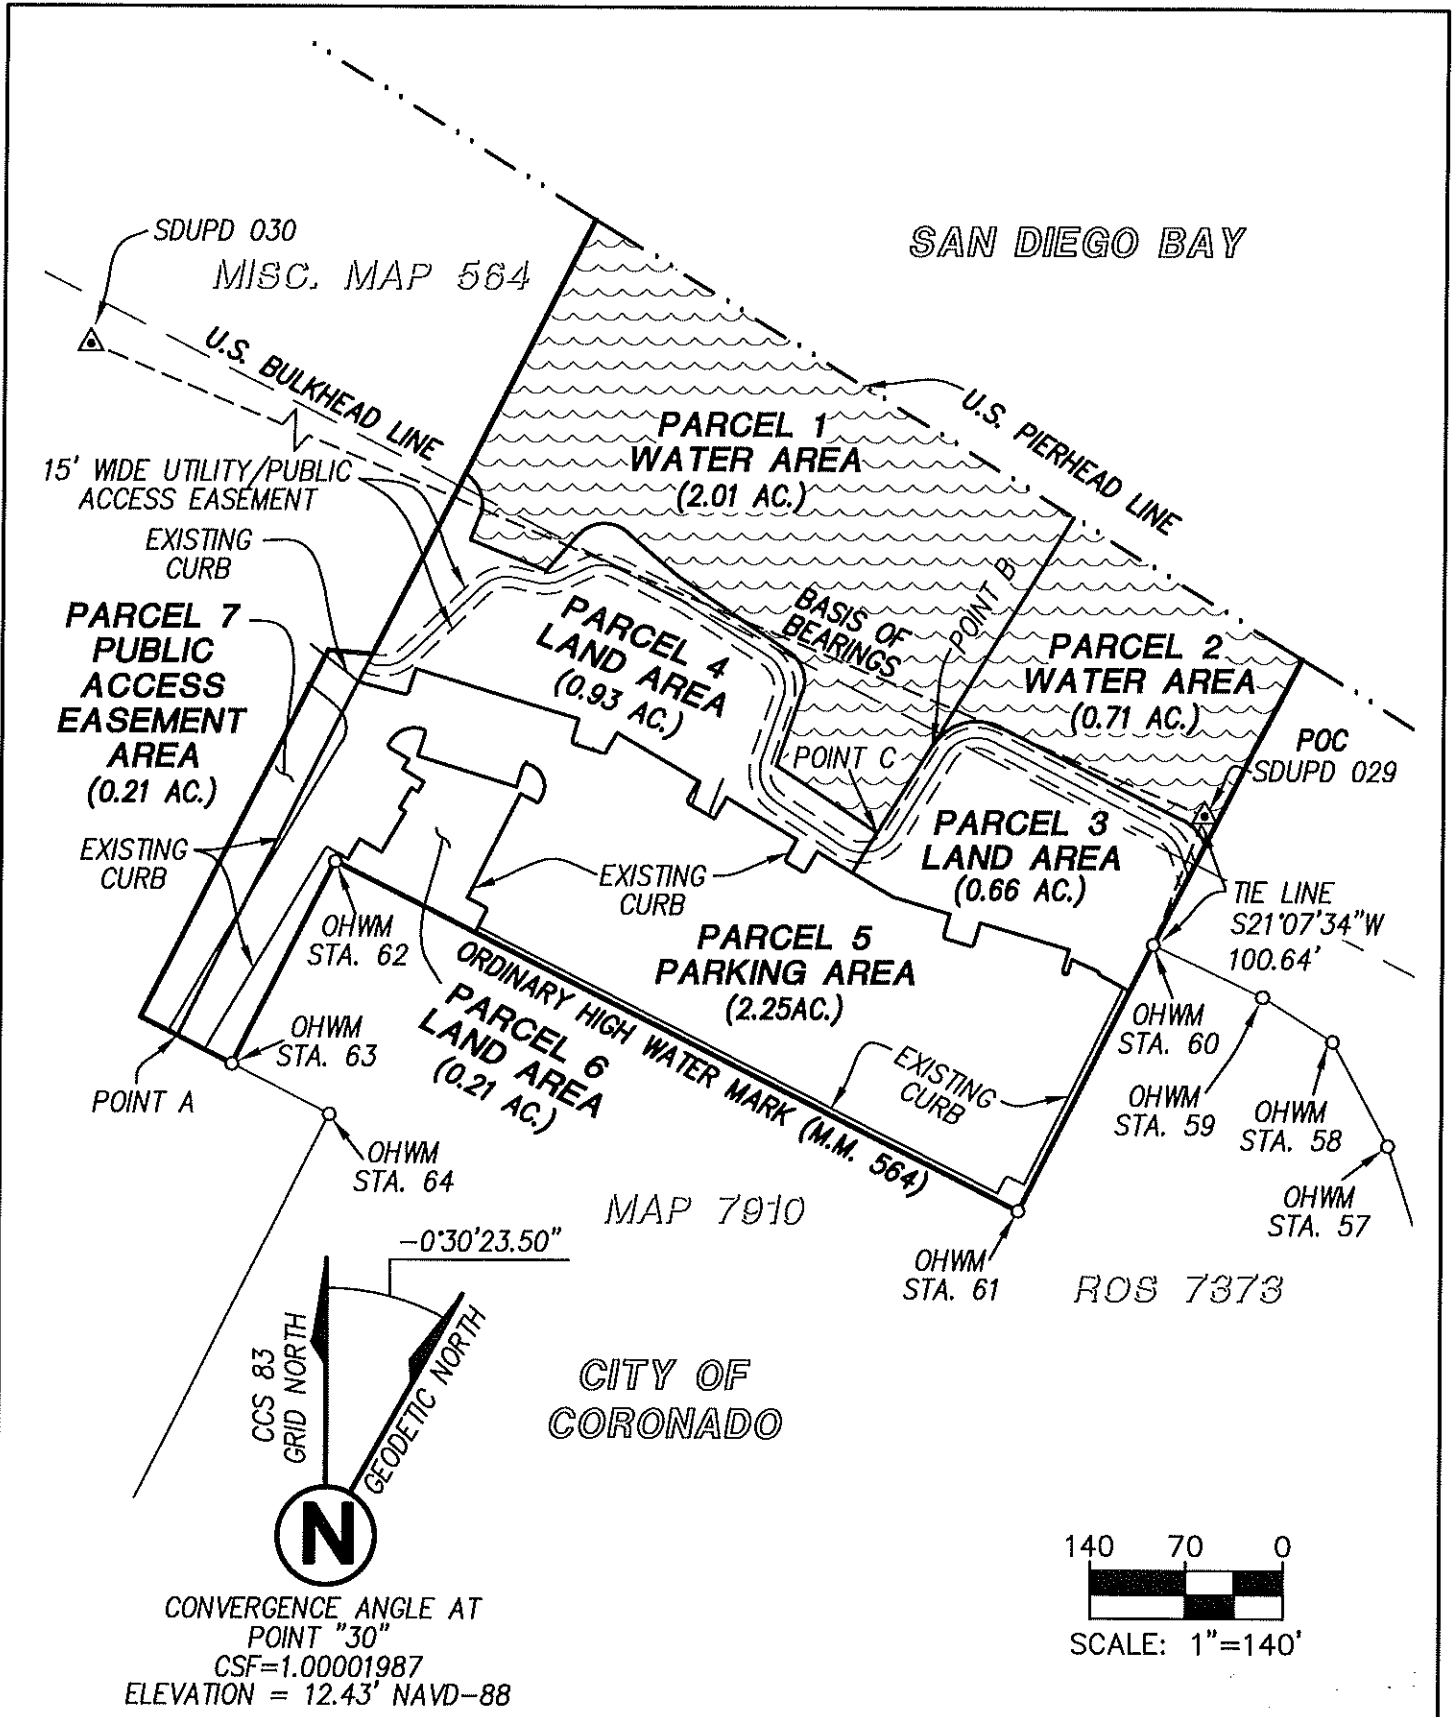 SAN DIEGO BAY
SDUPD 030
MISC. MAP 564
U.S. BULKHEAD LINE
U.S. PIERHEAD LINE
PARCEL 1
WATER AREA
(2.01 AC.)
15' WIDE UTILITY/PUBLIC
ACCESS EASEMENT
EXISTING
CURB
PARCEL 7
PUBLIC
ACCESS
EASEMENT
AREA
(0.21 AC.)
PARCEL 4
LAND AREA
(0.93 AC.)
BASIS OF
BEARINGS
POINT B
PARCEL 2
WATER AREA
(0.71 AC.)
POC
SDUPD 029
POINT C
PARCEL 3
LAND AREA
(0.66 AC.)
EXISTING
CURB
EXISTING
CURB
TIE LINE
S21°07'34"W
100.64'
OHWM
STA. 62
PARCEL 5
PARKING AREA
(2.25AC.)
ORDINARY HIGH WATER MARK (M.M. 564)
PARCEL 6
LAND AREA
(0.21 AC.)
OHWM
STA. 63
POINT A
OHWM
STA. 64
EXISTING
CURB
OHWM
STA. 60
OHWM
STA. 59
OHWM
STA. 58
OHWM
STA. 57
OHWM
STA. 61
MAP 7910
ROS 7373
-0°30'23.50"
CCS 83
GRID NORTH
GEODETIC NORTH
N
CITY OF
CORONADO
CONVERGENCE ANGLE AT
POINT "30"
CSF=1.00001987
ELEVATION = 12.43' NAVD-88
140 70 0
SCALE: 1"=140'